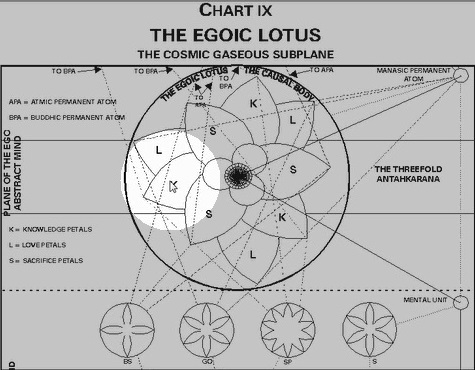 CHART IX
THE EGOIC LOTUS
THE COSMIC GASEOUS SUBPLANE
TO BPA
TO BPA
THE EGOIC LOTUS
TO APA
TO BPA
THE CAUSAL BODY
TO APA
MANASIC PERMANENT
ATOM
APA = ATMIC PERMANENT ATOM
BPA = BUDDHIC PERMANENT ATOM
PLANE OF THE EGO
ABSTRACT MIND
K
L
S
L
S
THE THREEFOLD
ANTAHKARANA
S
K
L
K = KNOWLEDGE PETALS
L = LOVE PETALS
S = SACRIFICE PETALS
MENTAL UNIT
BS
GO
SP
S